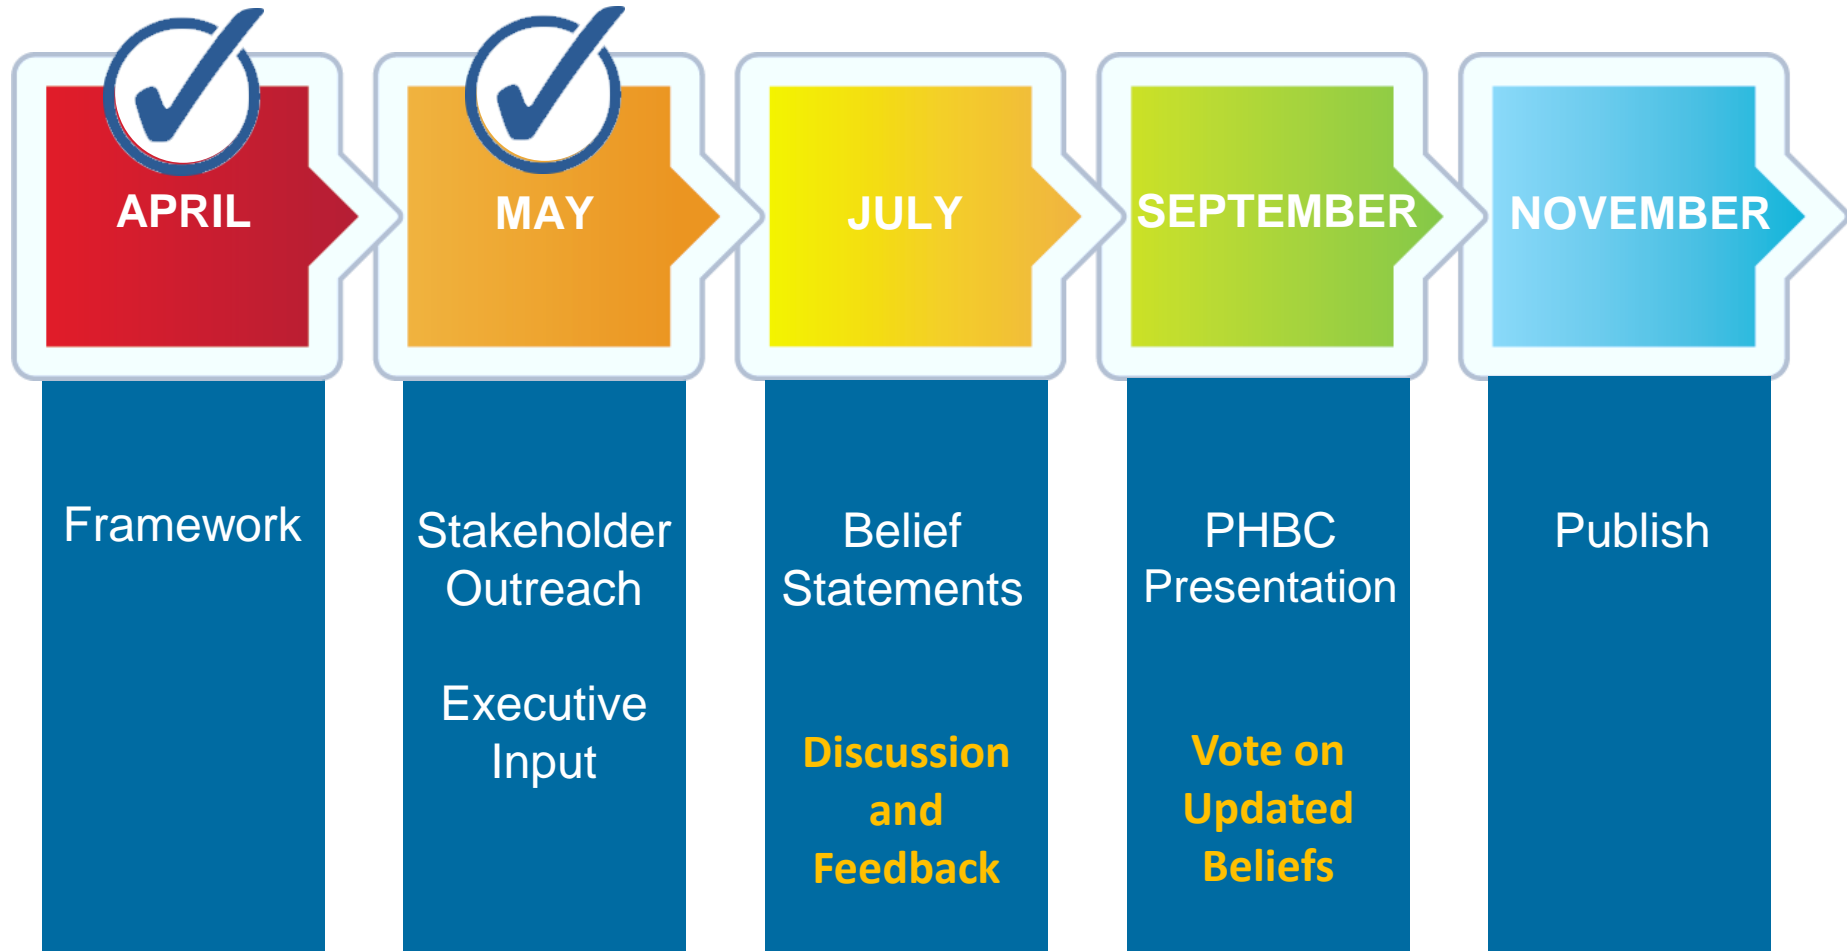 APRIL
MAY
JULY
SEPTEMBER
NOVEMBER
Framework
Stakeholder
Outreach
Executive
Input
Belief
Statements
Discussion
and
Feedback
PHBC
Presentation
Vote on
Updated
Beliefs
Publish